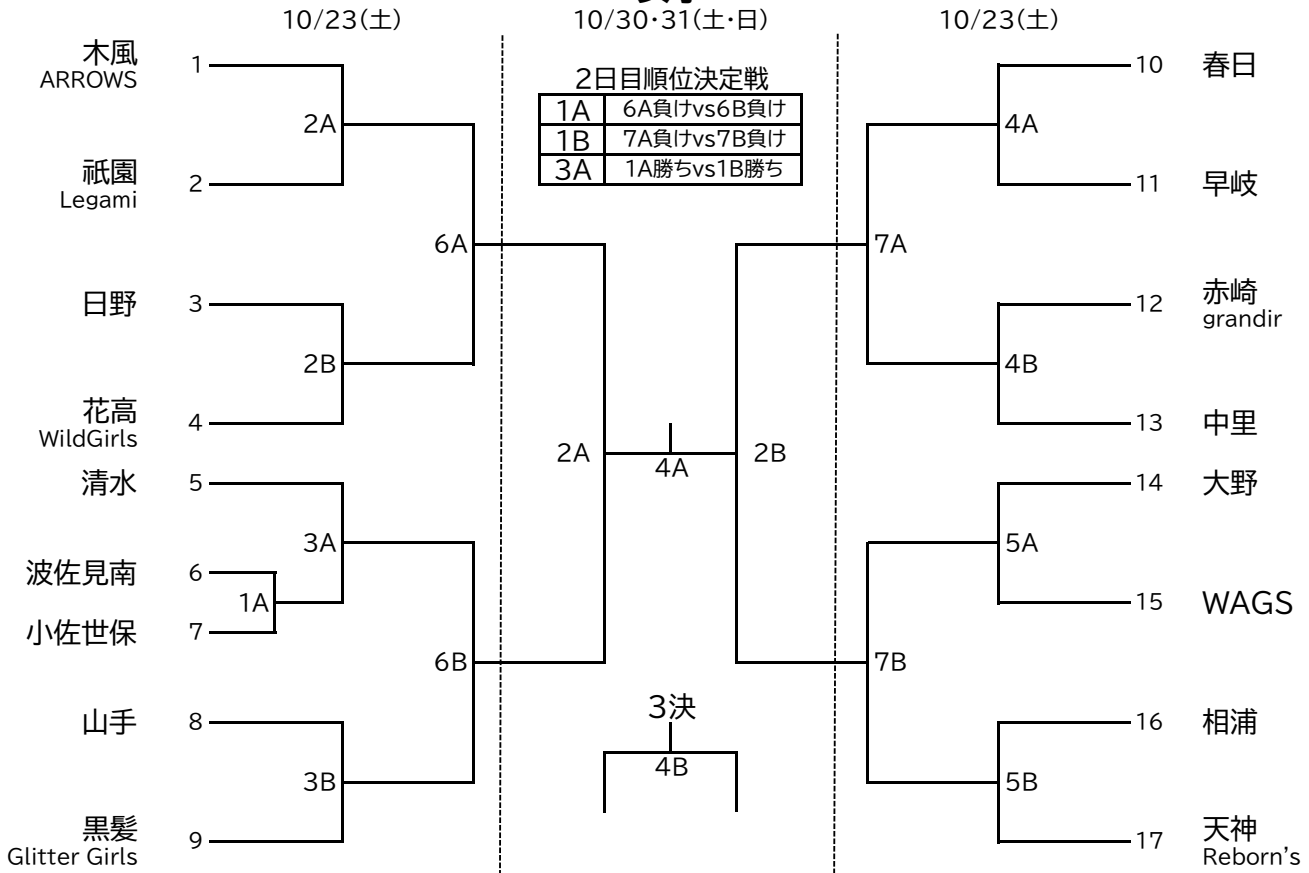 10/23(土)
10/30・31(土・日)
10/23(土)
2日目順位決定戦
1A 6A負けvs6B負け
1B 7A負けvs7B負け
3A 1A勝ちvs1B勝ち
木風
ARROWS
1
2A
祇園
Legami
2
6A
日野
3
2B
花高
WildGirls
4
清水
5
3A
波佐見南
6
1A
小佐世保
7
6B
山手
8
3B
黒髪
Glitter Girls
9
2A
4A
2B
3決
4B
10 春日
4A
11 早岐
7A
12 赤崎
grandir
4B
13 中里
14 大野
5A
15 WAGS
7B
16 相浦
5B
17 天神
Reborn's